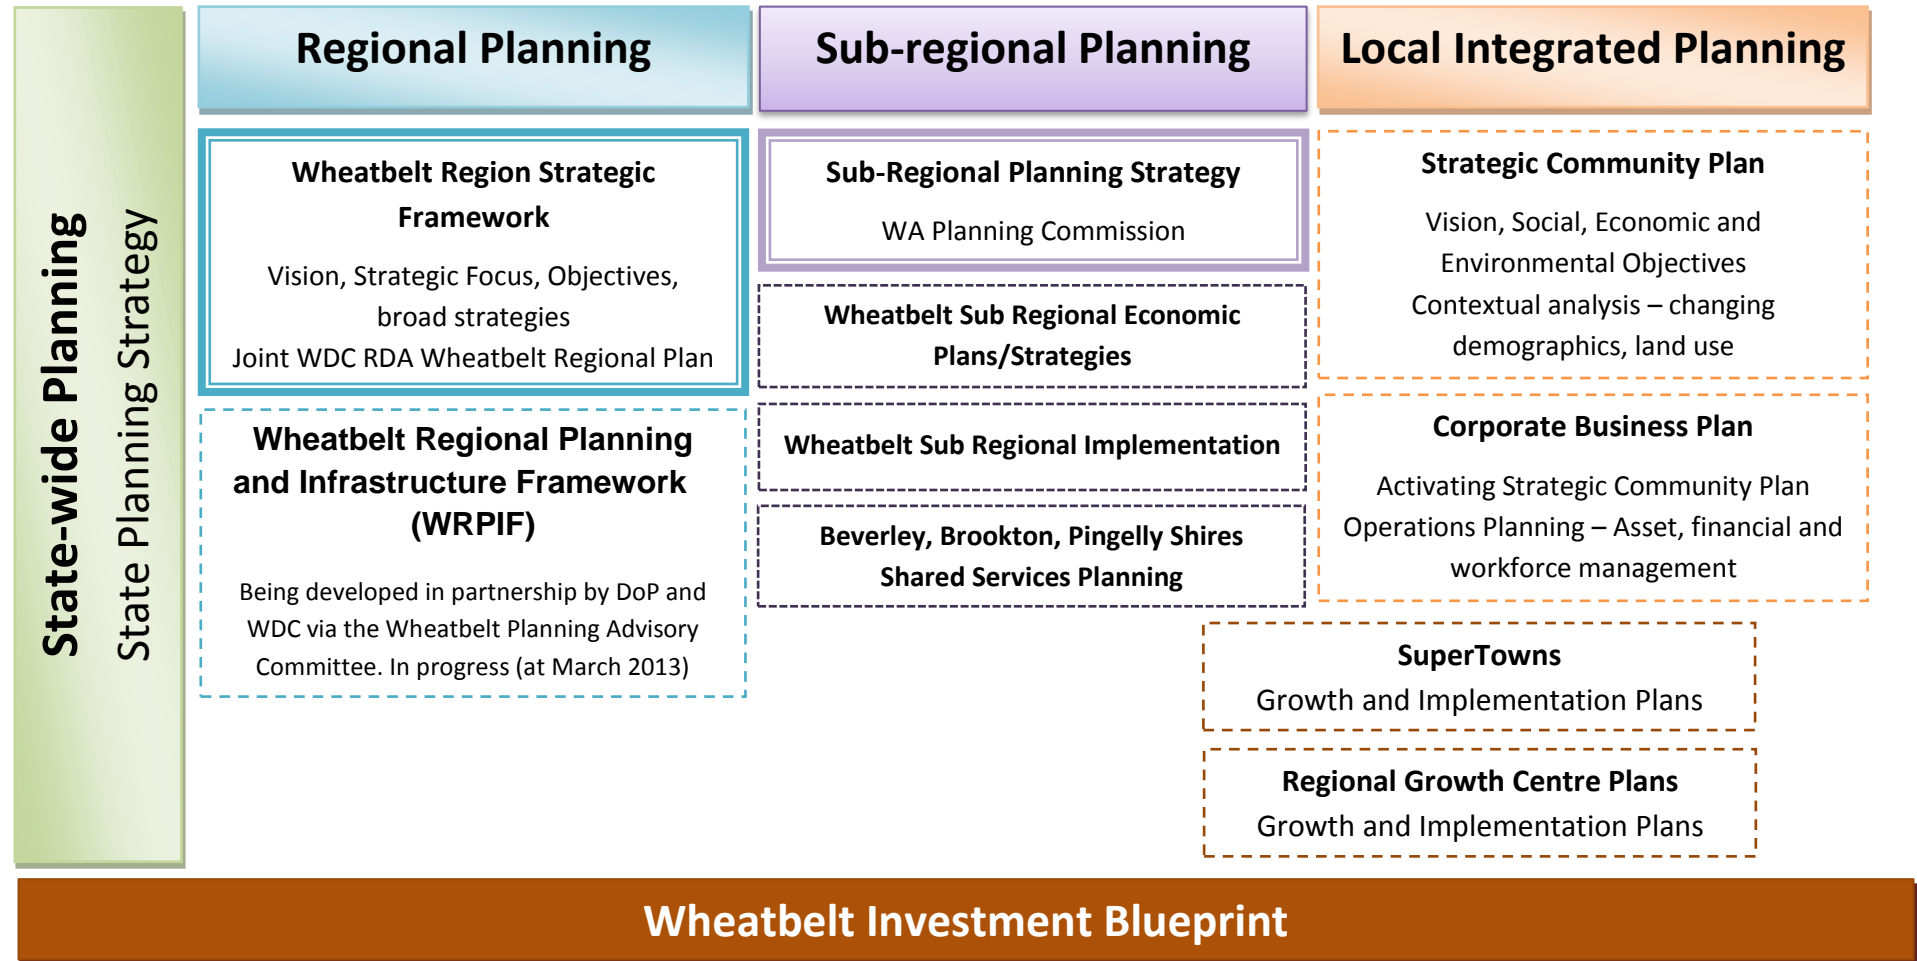 State-wide Planning
State Planning Strategy
Regional Planning
Wheatbelt Region Strategic
Framework
Vision, Strategic Focus, Objectives,
broad strategies
Joint WDC RDA Wheatbelt Regional Plan
Wheatbelt Regional Planning
and Infrastructure Framework
(WRPIF)
Being developed in partnership by DoP and
WDC via the Wheatbelt Planning Advisory
Committee. In progress (at March 2013)
Sub-regional Planning
Sub-Regional Planning Strategy
WA Planning Commission
Wheatbelt Sub Regional Economic
Plans/Strategies
Wheatbelt Sub Regional Implementation
Beverley, Brookton, Pingelly Shires
Shared Services Planning
Local Integrated Planning
Strategic Community Plan
Vision, Social, Economic and
Environmental Objectives
Contextual analysis – changing
demographics, land use
Corporate Business Plan
Activating Strategic Community Plan
Operations Planning – Asset, financial and
workforce management
SuperTowns
Growth and Implementation Plans
Regional Growth Centre Plans
Growth and Implementation Plans
Wheatbelt Investment Blueprint